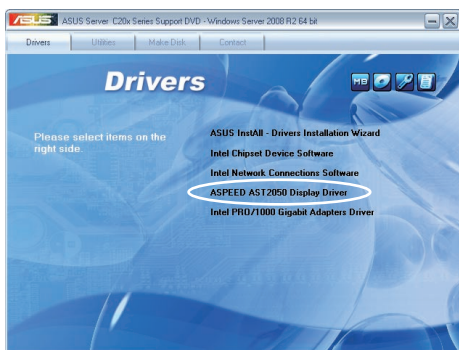 ASUS ASUS Server C20x Series Support DVD - Windows Server 2008 R2 64 bit
Drivers Utilities Make Disk Contact
Drivers
MB
Please select items on the
right side.
ASUS InstAll - Drivers Installation Wizard
Intel Chipset Device Software
Intel Network Connections Software
ASPEED AST2050 Display Driver
Intel PRO/1000 Gigabit Adapters Driver